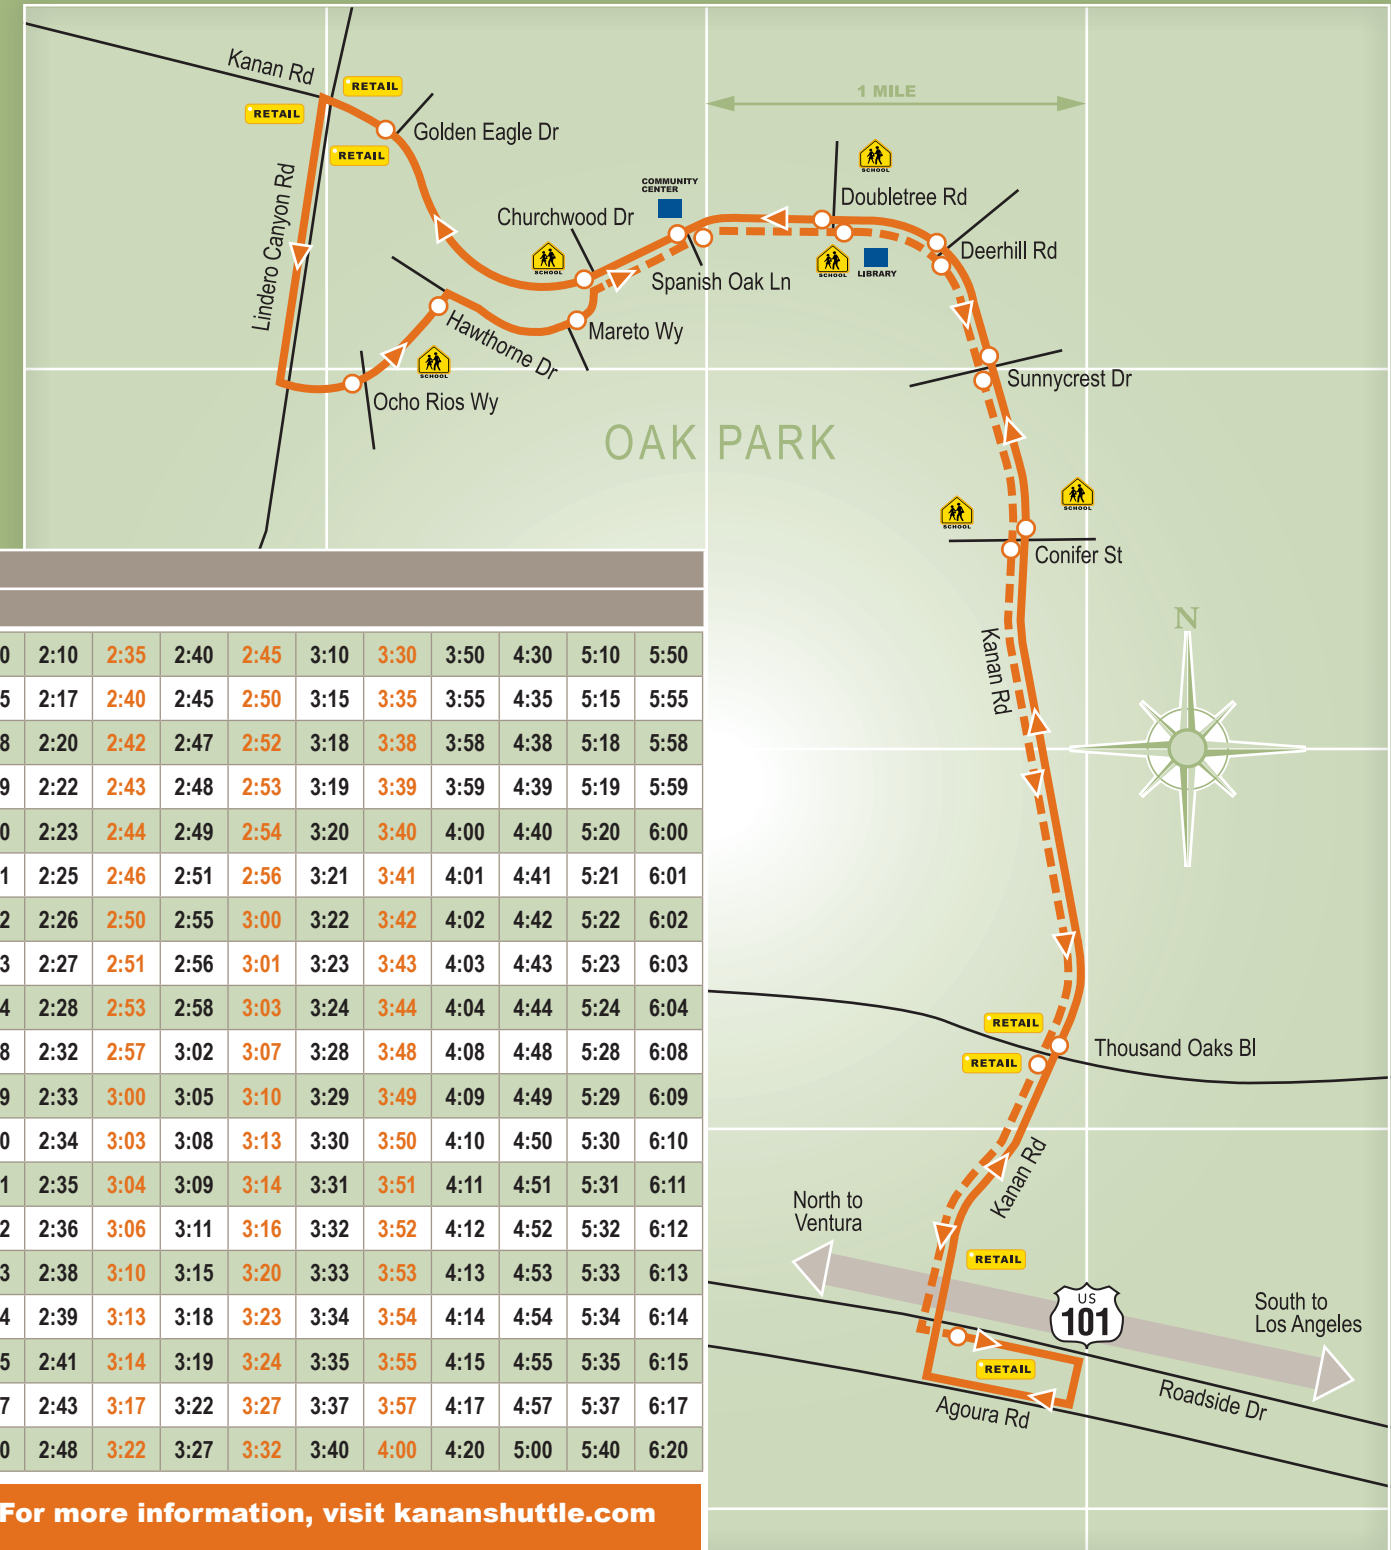 Kanan Rd
RETAIL
RETAIL
RETAIL
Golden Eagle Dr
1 MILE
SCHOOL
COMMUNITY
CENTER
Doubletree Rd
Lindero Canyon Rd
Churchwood Dr
SCHOOL
Deerhill Rd
SCHOOL
LIBRARY
Spanish Oak Ln
Hawthorne Dr
Mareto Wy
SCHOOL
Sunnycrest Dr
Ocho Rios Wy
OAK PARK
SCHOOL
SCHOOL
Conifer St
N
Kanan Rd
0 2:10 2:35 2:40 2:45 3:10 3:30 3:50 4:30 5:10 5:50
5 2:17 2:40 2:45 2:50 3:15 3:35 3:55 4:35 5:15 5:55
8 2:20 2:42 2:47 2:52 3:18 3:38 3:58 4:38 5:18 5:58
9 2:22 2:43 2:48 2:53 3:19 3:39 3:59 4:39 5:19 5:59
0 2:23 2:44 2:49 2:54 3:20 3:40 4:00 4:40 5:20 6:00
1 2:25 2:46 2:51 2:56 3:21 3:41 4:01 4:41 5:21 6:01
2 2:26 2:50 2:55 3:00 3:22 3:42 4:02 4:42 5:22 6:02
3 2:27 2:51 2:56 3:01 3:23 3:43 4:03 4:43 5:23 6:03
4 2:28 2:53 2:58 3:03 3:24 3:44 4:04 4:44 5:24 6:04
8 2:32 2:57 3:02 3:07 3:28 3:48 4:08 4:48 5:28 6:08
9 2:33 3:00 3:05 3:10 3:29 3:49 4:09 4:49 5:29 6:09
0 2:34 3:03 3:08 3:13 3:30 3:50 4:10 4:50 5:30 6:10
1 2:35 3:04 3:09 3:14 3:31 3:51 4:11 4:51 5:31 6:11
2 2:36 3:06 3:11 3:16 3:32 3:52 4:12 4:52 5:32 6:12
3 2:38 3:10 3:15 3:20 3:33 3:53 4:13 4:53 5:33 6:13
4 2:39 3:13 3:18 3:23 3:34 3:54 4:14 4:54 5:34 6:14
5 2:41 3:14 3:19 3:24 3:35 3:55 4:15 4:55 5:35 6:15
7 2:43 3:17 3:22 3:27 3:37 3:57 4:17 4:57 5:37 6:17
0 2:48 3:22 3:27 3:32 3:40 4:00 4:20 5:00 5:40 6:20
RETAIL
Thousand Oaks Bl
RETAIL
Kanan Rd
North to
Ventura
RETAIL
US
101
South to
Los Angeles
RETAIL
Roadside Dr
Agoura Rd
For more information, visit kananshuttle.com